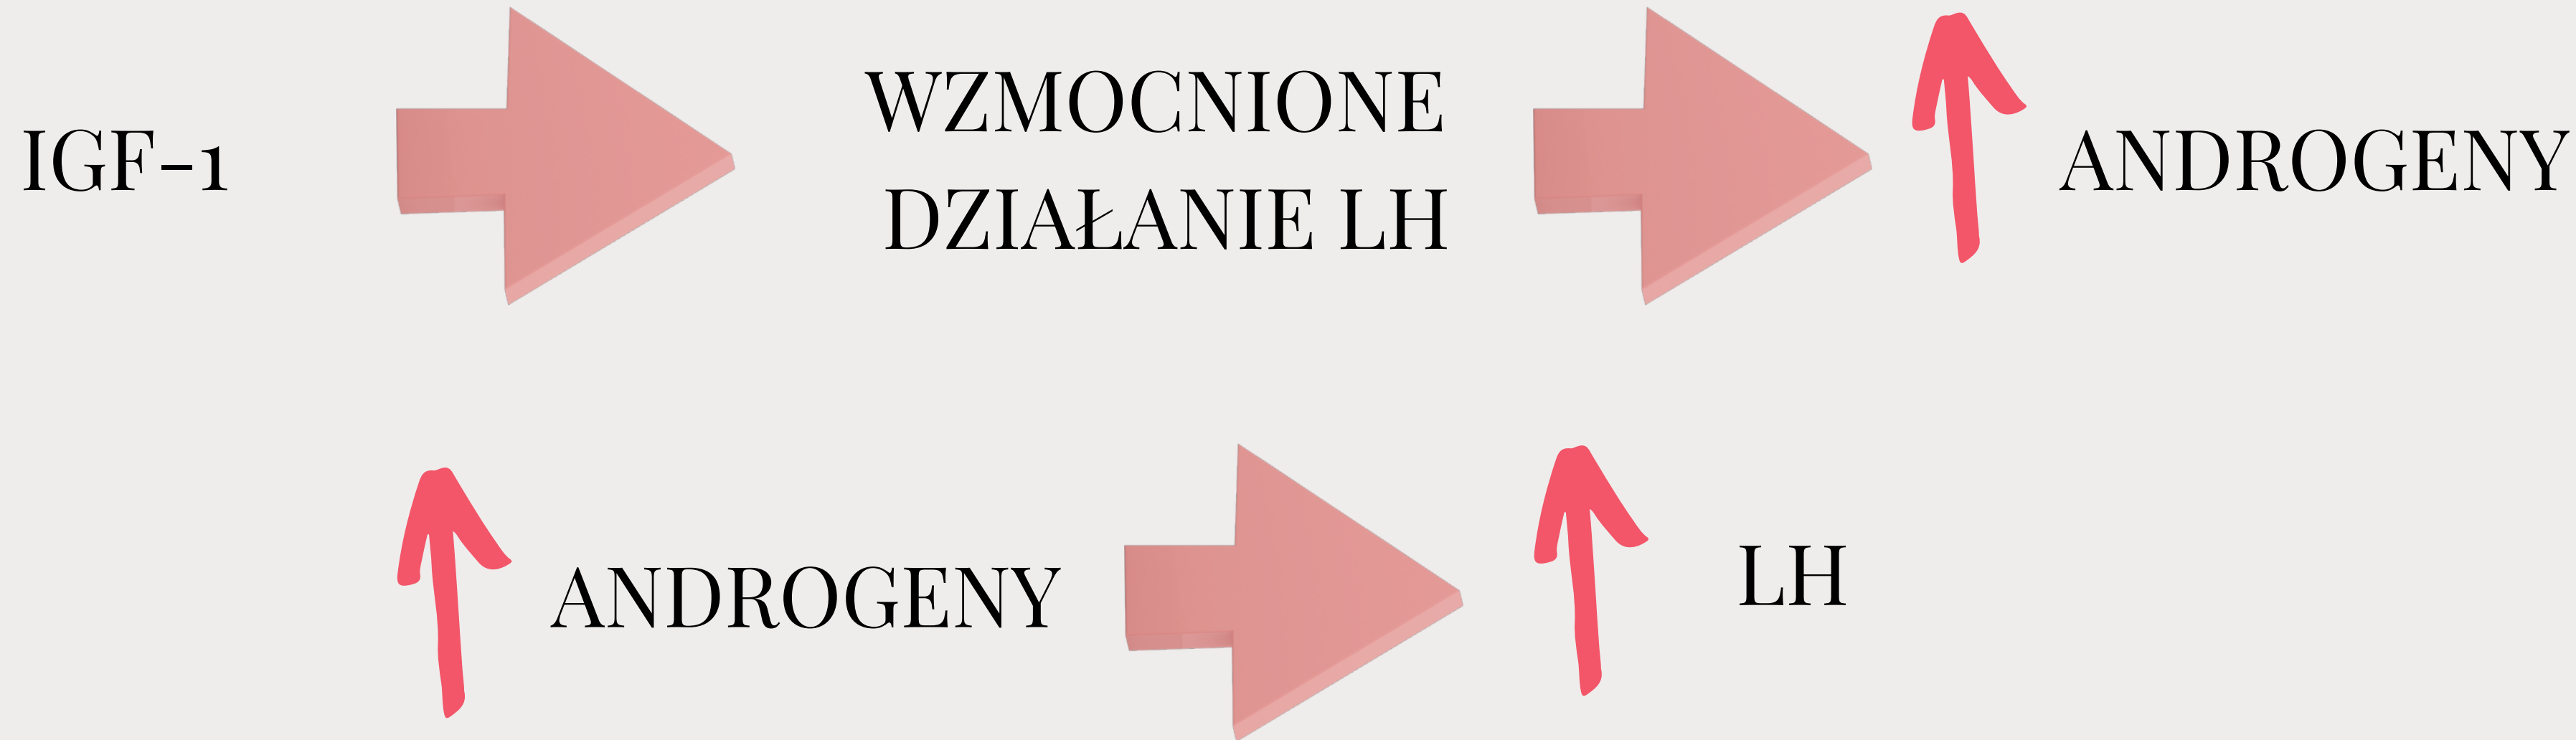 IGF-1
WZMOCNIONE
DZIAŁANIE LH
ANDROGENY
ANDROGENY
LH